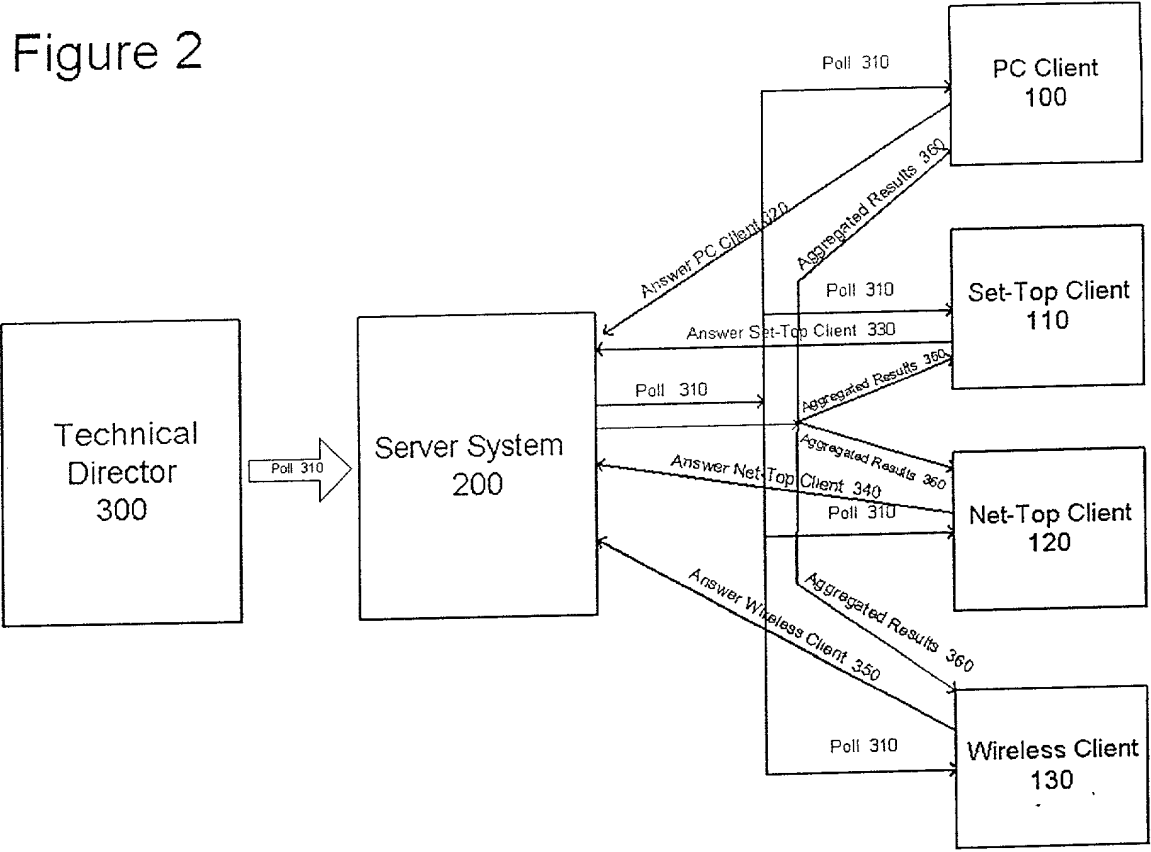 Figure 2
Poll 310
PC Client
100
Aggregated Results 360
Answer PC Client 320
Poll 310
Set-Top Client
110
Answer Set-Top Client 330
Aggregated Results 360
Poll 310
Technical
Director
300
Poll 310
Server System
200
Aggregated Results 360
Answer Net-Top Client 340
Poll 310
Net-Top Client
120
Answer Wireless Client 350
Aggregated Results 360
Poll 310
Wireless Client
130